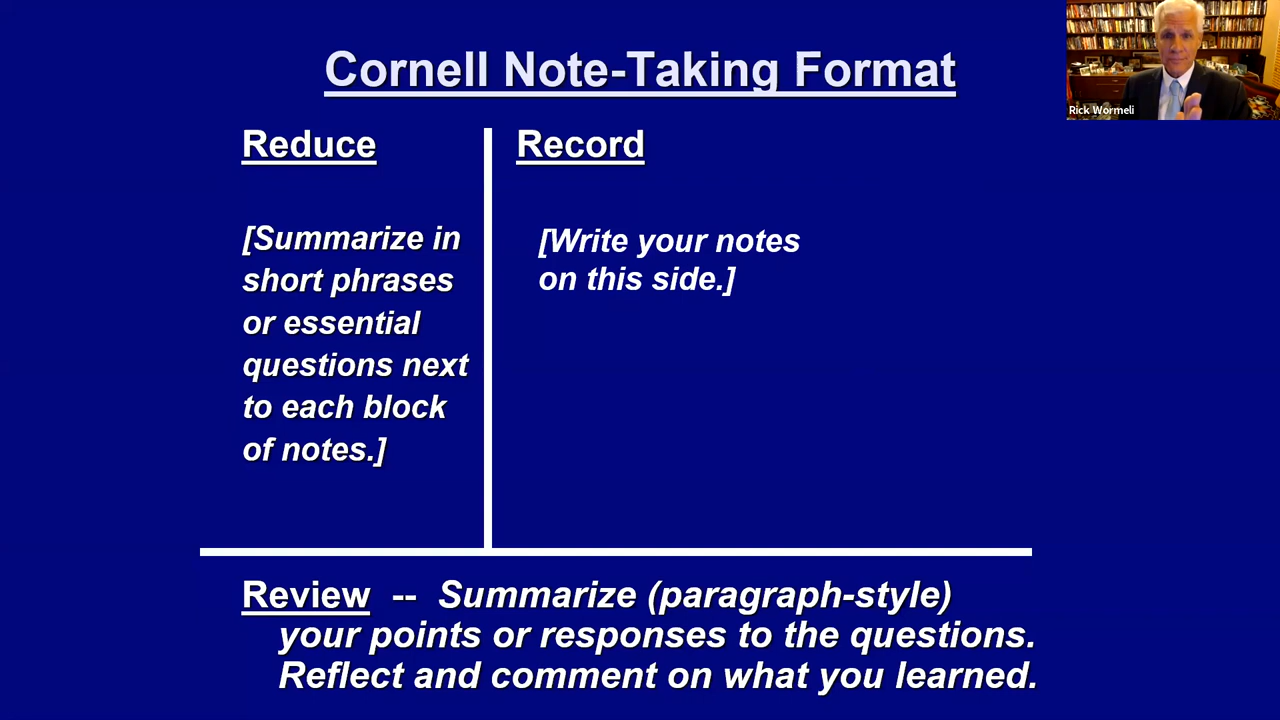 Cornell Note-Taking Format
Rick Wormeli
Reduce
[Summarize in
short phrases
or essential
questions next
to each block
of notes.]
Record
[Write your notes
on this side.]
Review -- Summarize (paragraph-style)
your points or responses to the questions.
Reflect and comment on what you learned.